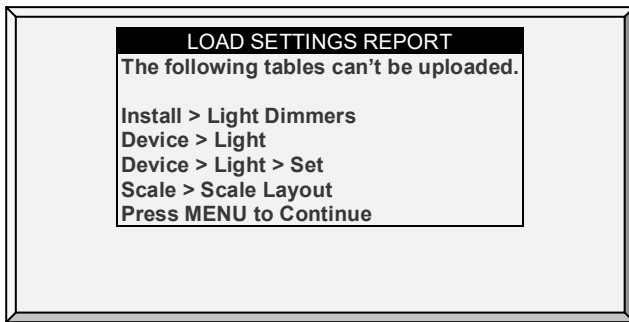 LOAD SETTINGS REPORT
The following tables can't be uploaded.
Install > Light Dimmers
Device > Light
Device > Light > Set
Scale > Scale Layout
Press MENU to Continue